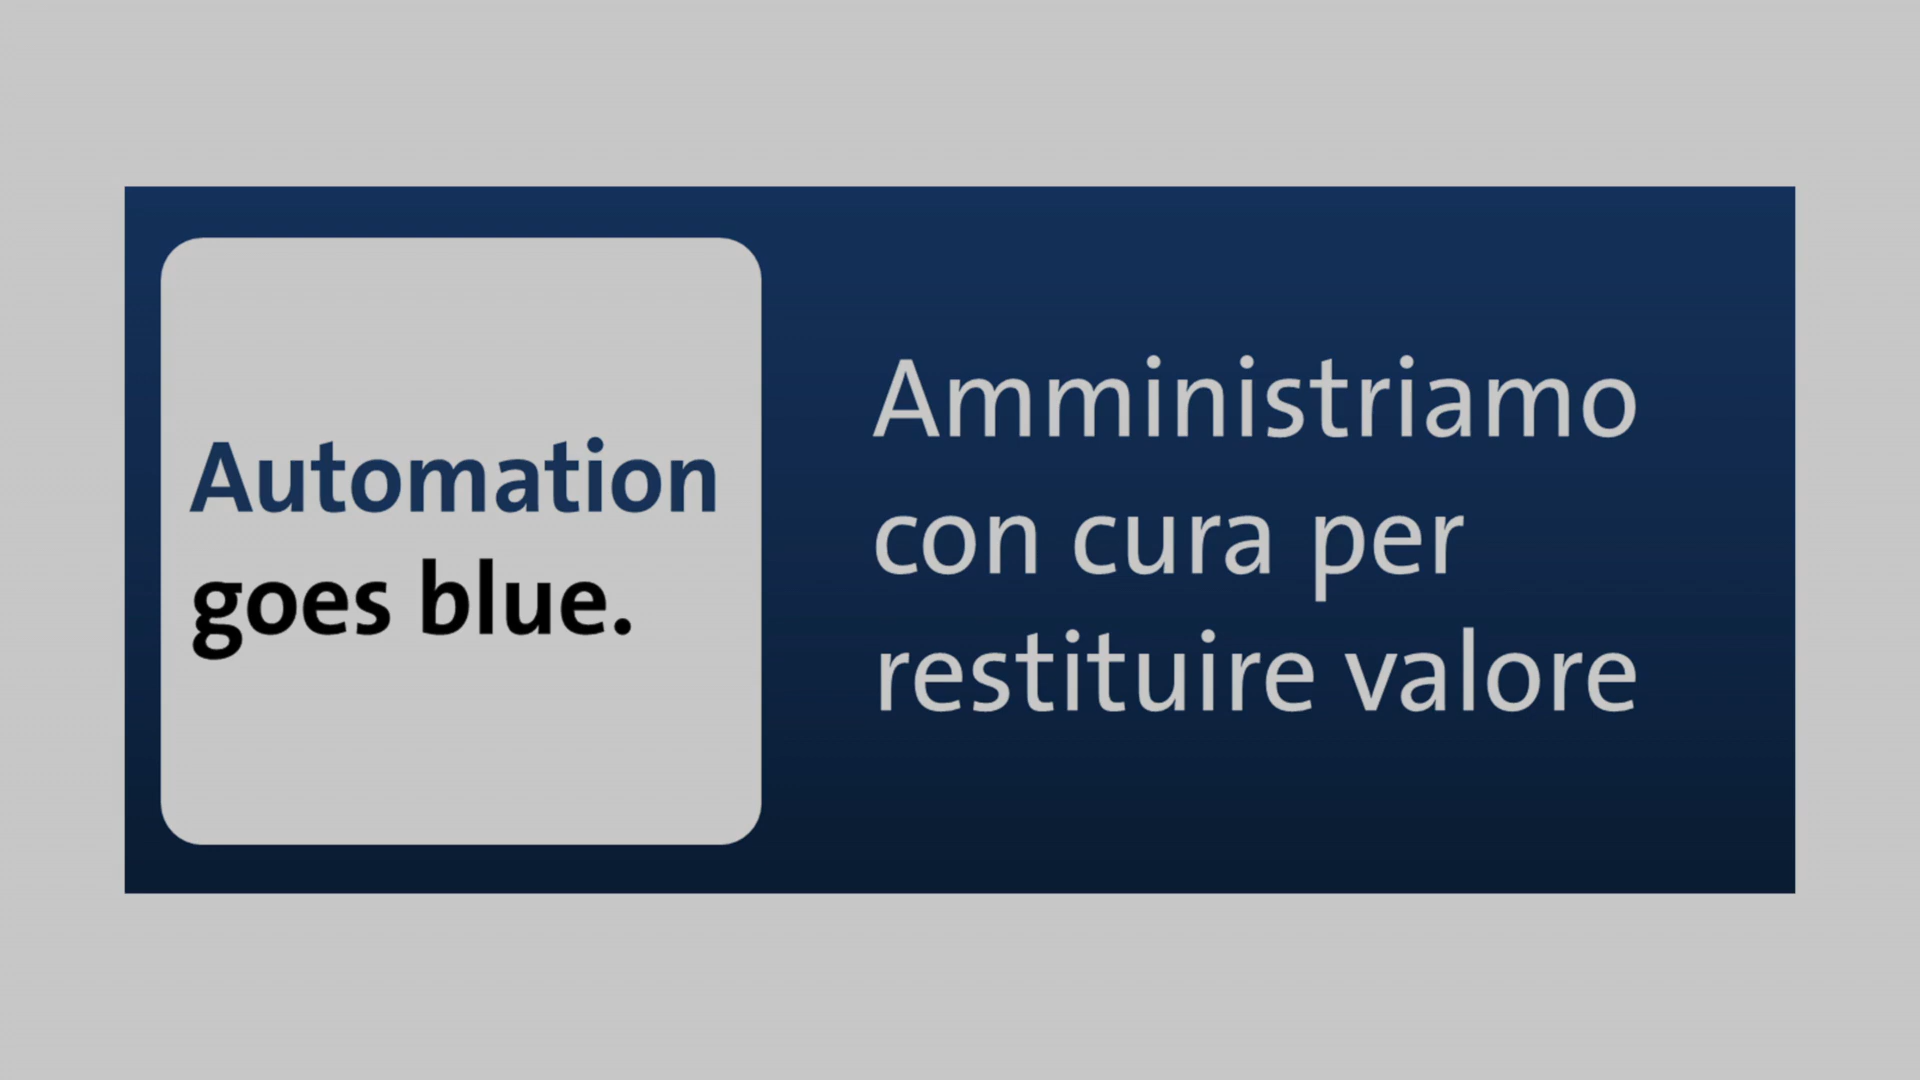 Automation
goes blue.
Amministriamo
con cura per
restituire valore